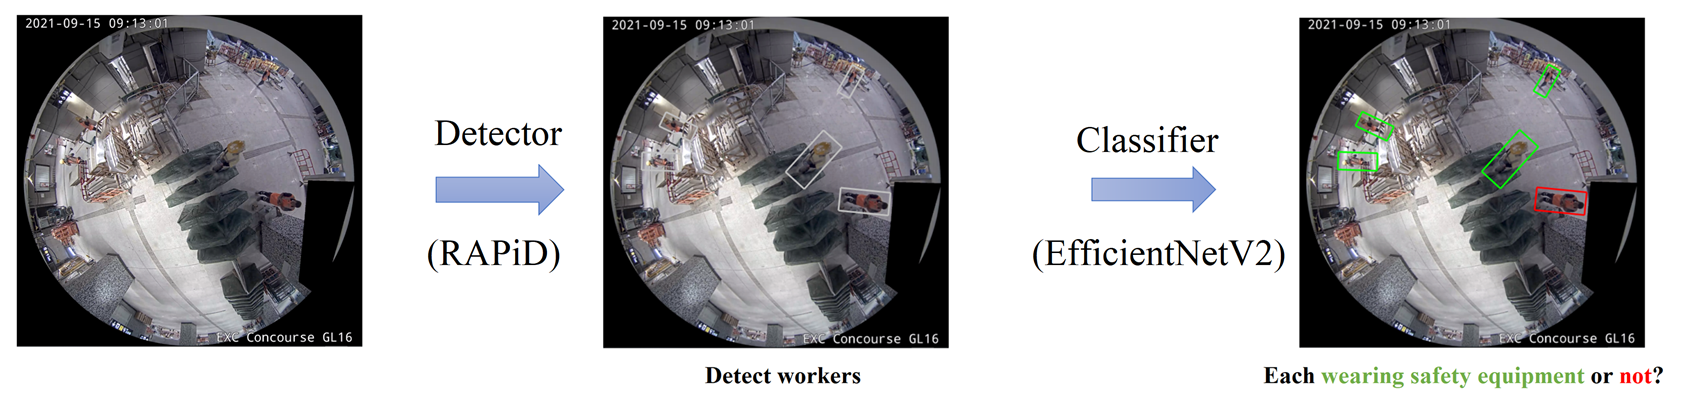 2021-09-15 09:13:01
EXC Concourse GL16
Detector
(RAPiD)
2021-09-15 09:13:01
EXC Concourse GL16
Detect workers
Classifier
(EfficientNetV2)
2021-09-15 09:13:01
EXC Concourse GL16
Each wearing safety equipment or not?